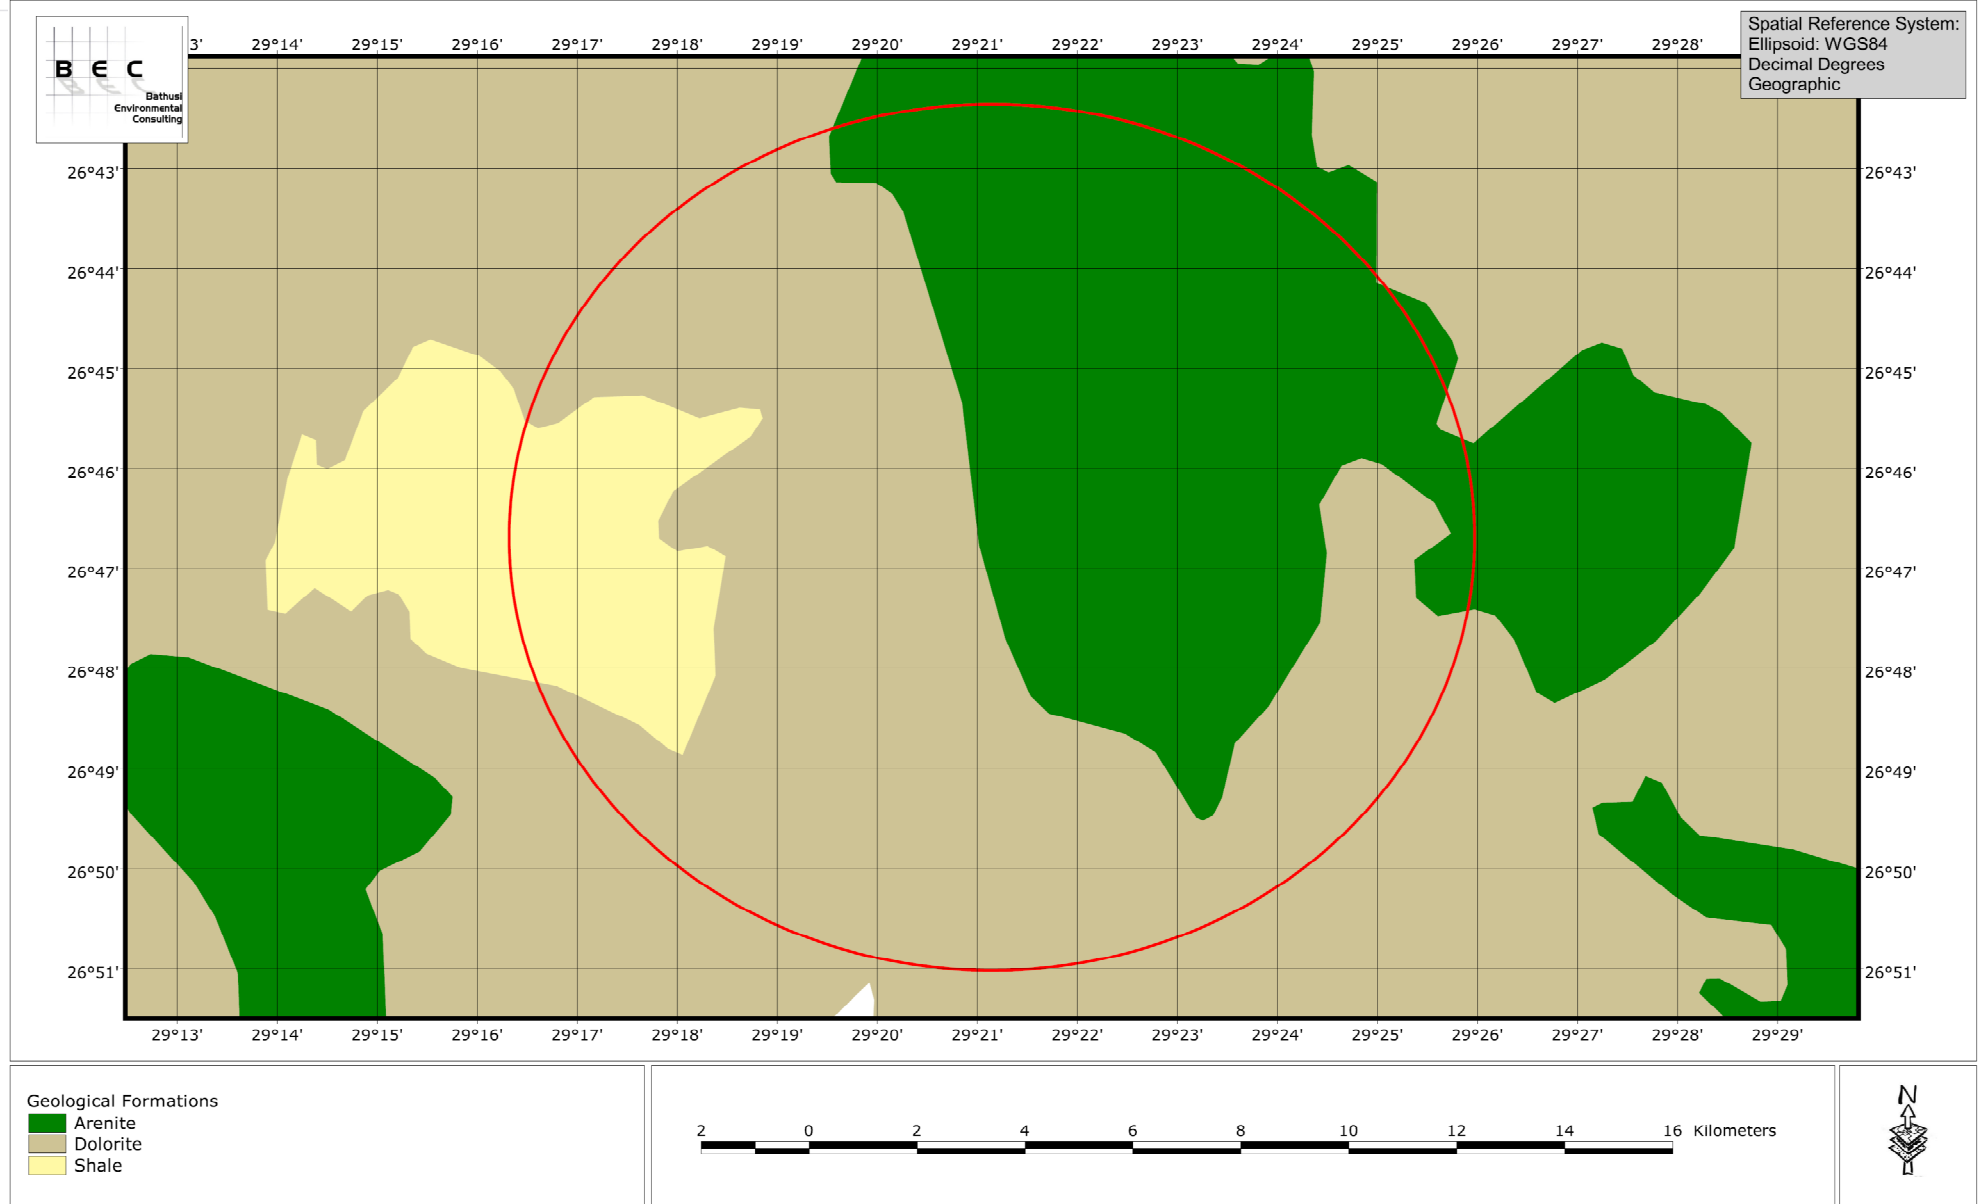 B E C
Bathusi
Environmental
Consulting
3' 29°14' 29°15' 29°16' 29°17' 29°18' 29°19' 29°20' 29°21' 29°22' 29°23' 29°24' 29°25' 29°26' 29°27' 29°28'
Spatial Reference System:
Ellipsoid: WGS84
Decimal Degrees
Geographic
26°43' 26°43'
26°44' 26°44'
26°45' 26°45'
26°46' 26°46'
26°47' 26°47'
26°48' 26°48'
26°49' 26°49'
26°50' 26°50'
26°51' 26°51'
29°13' 29°14' 29°15' 29°16' 29°17' 29°18' 29°19' 29°20' 29°21' 29°22' 29°23' 29°24' 29°25' 29°26' 29°27' 29°28' 29°29'
Geological Formations
Arenite
Dolorite
Shale
2 0 2 4 6 8 10 12 14 16 Kilometers
N